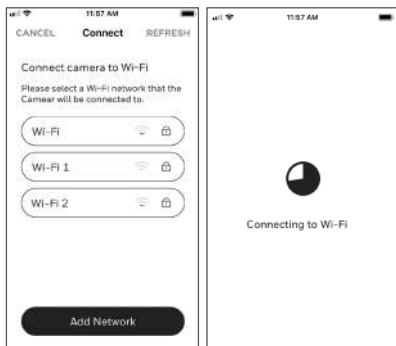 11:57 AM
CANCEL Connect REFRESH
Connect camera to Wi-Fi
Please select a Wi-Fi network that the
Camear will be connected to.
Wi-Fi
Wi-Fi 1
Wi-Fi 2
Add Network
11:57 AM
Connecting to Wi-Fi